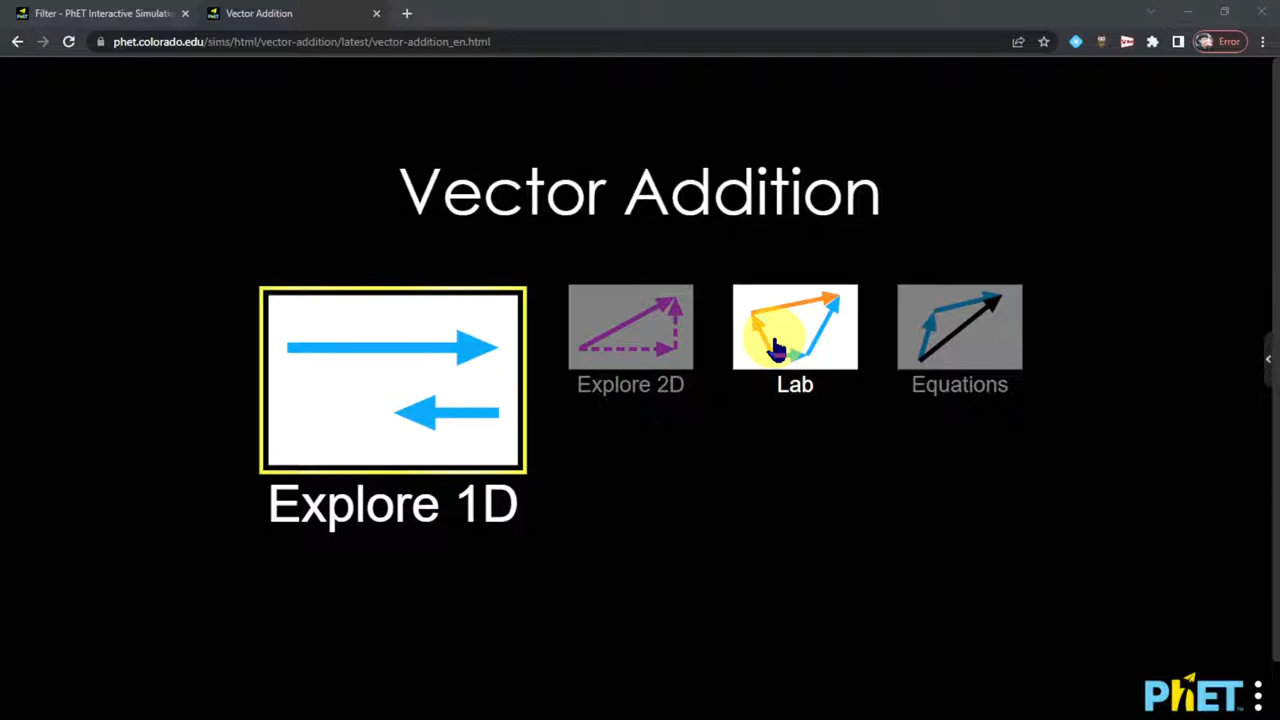 Filter - PhET Interactive Simulatio
Vector Addition
phet.colorado.edu/sims/html/vector-addition/latest/vector-addition_en.html
Error
Vector Addition
Explore 1D
Explore 2D
Lab
Equations
PhET